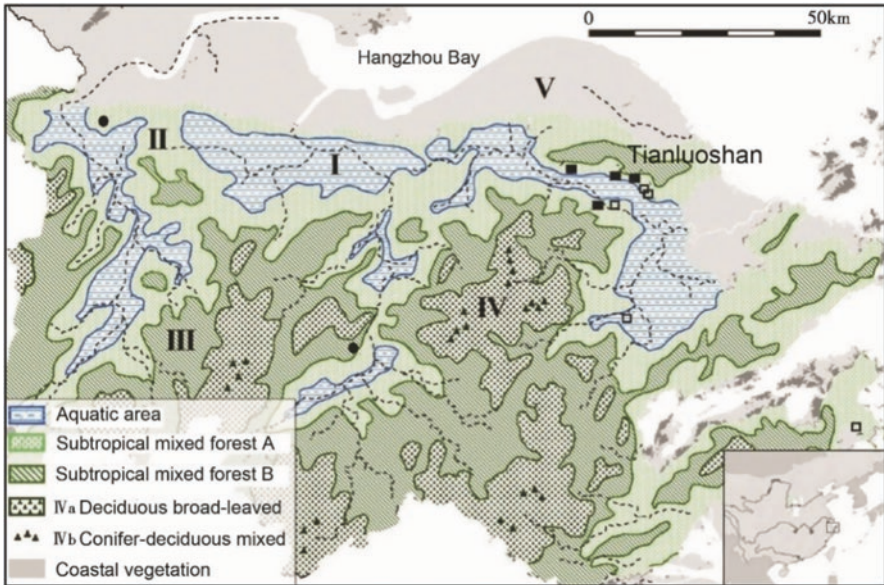 0 50km
Hangzhou Bay
V
II
Tianluoshan
I
IV
III
Aquatic area
Subtropical mixed forest A
Subtropical mixed forest B
IVa Deciduous broad-leaved
IVb Conifer-deciduous mixed
Coastal vegetation